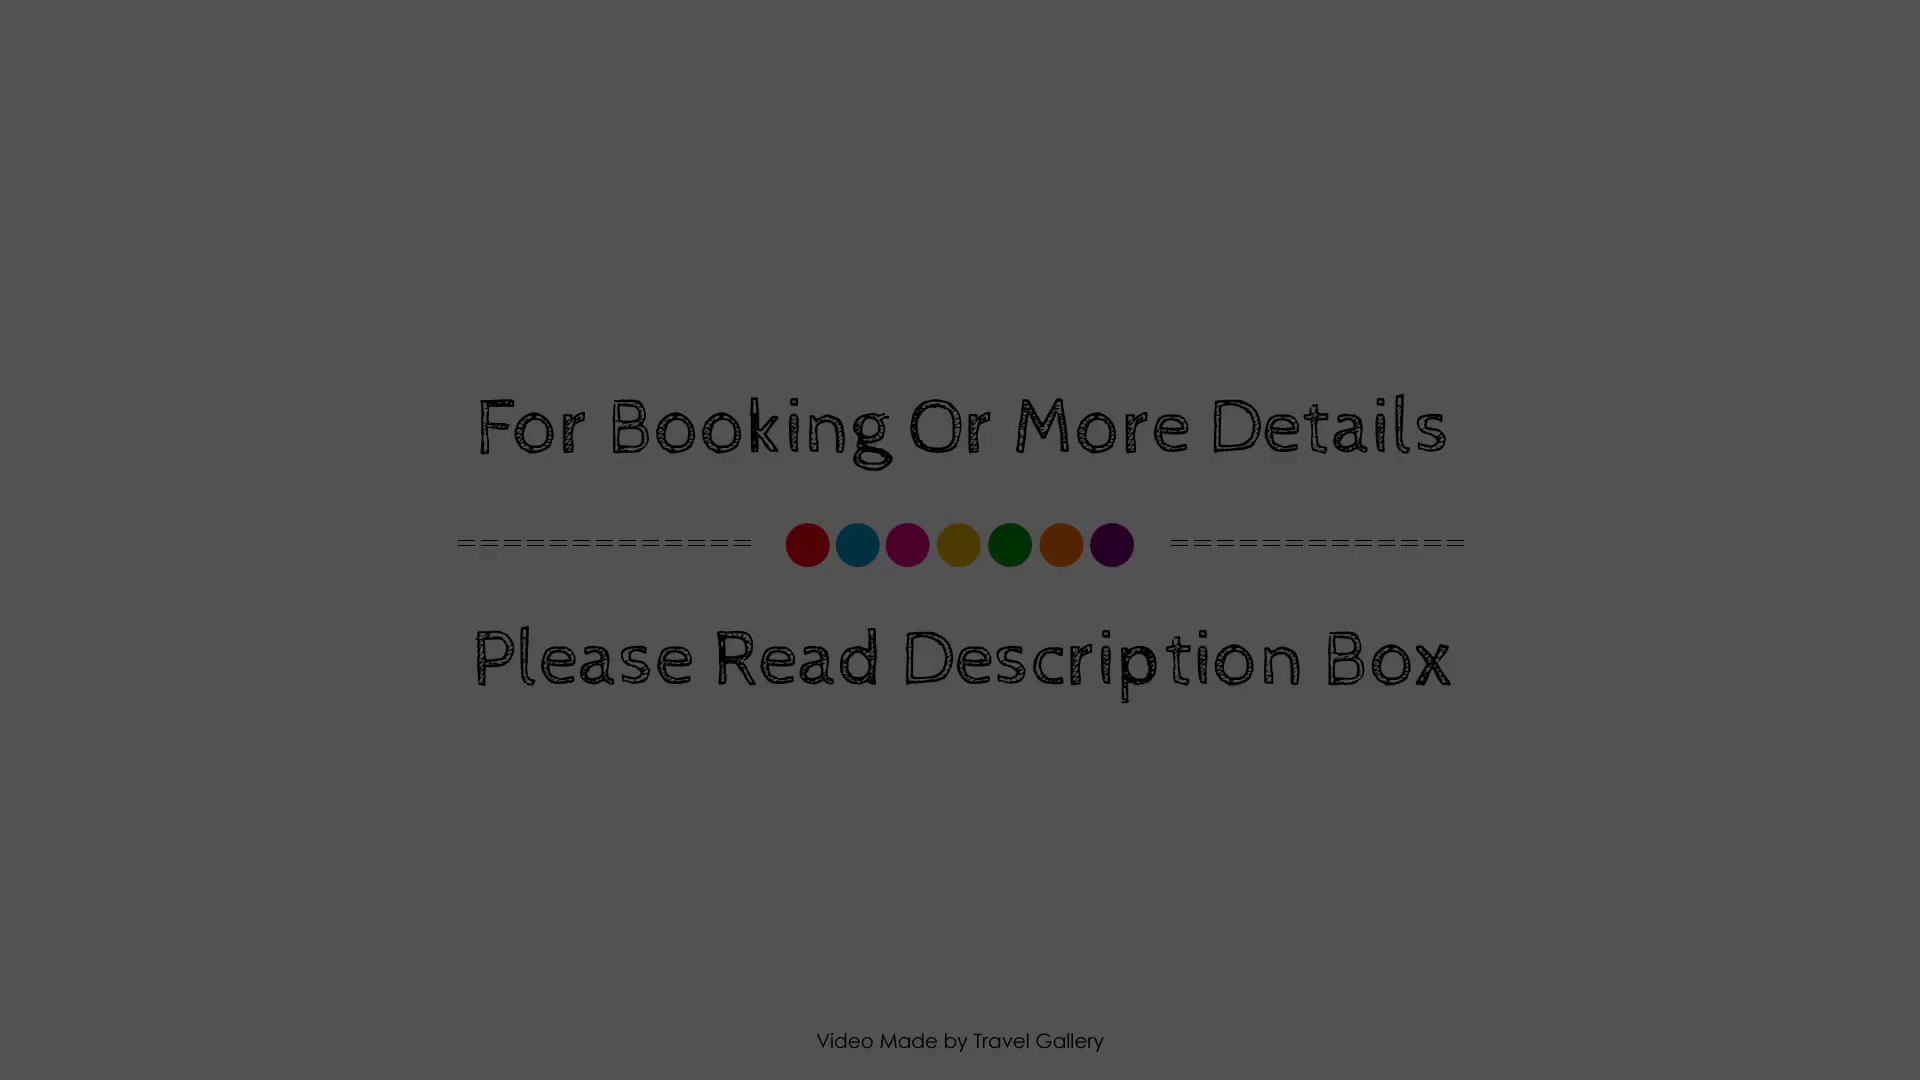 For Booking Or More Details
============= =============
Please Read Description Box
Video Made by Travel Gallery